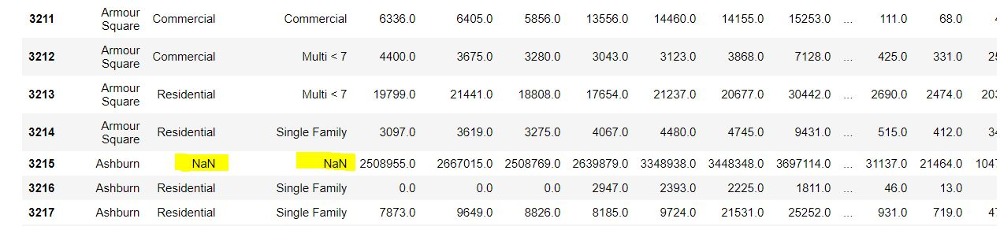 3211 Armour Square Commercial Commercial 6336.0 6405.0 5856.0 13556.0 14460.0 14155.0 15253.0 ... 111.0 68.0
3212 Armour Square Commercial Multi < 7 4400.0 3675.0 3280.0 3043.0 3123.0 3868.0 7128.0 ... 425.0 331.0
3213 Armour Square Residential Multi < 7 19799.0 21441.0 18808.0 17654.0 21237.0 20677.0 30442.0 ... 2690.0 2474.0
3214 Armour Square Residential Single Family 3097.0 3619.0 3275.0 4067.0 4480.0 4745.0 9431.0 ... 515.0 412.0
3215 Ashburn NaN NaN 2508955.0 2667015.0 2508769.0 2639879.0 3348938.0 3448348.0 3697114.0 ... 31137.0 21464.0
3216 Ashburn Residential Single Family 0.0 0.0 0.0 2947.0 2393.0 2225.0 1811.0 ... 46.0 13.0
3217 Ashburn Residential Single Family 7873.0 9649.0 8826.0 8185.0 9724.0 21531.0 25252.0 ... 931.0 719.0